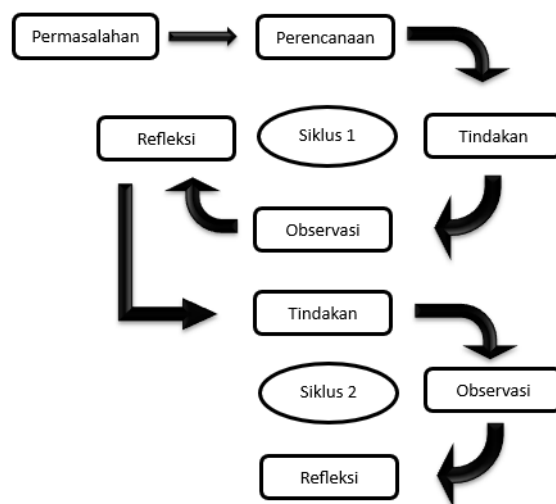 Permasalahan
Perencanaan
Refleksi
Siklus 1
Tindakan
Observasi
Tindakan
Siklus 2
Observasi
Refleksi